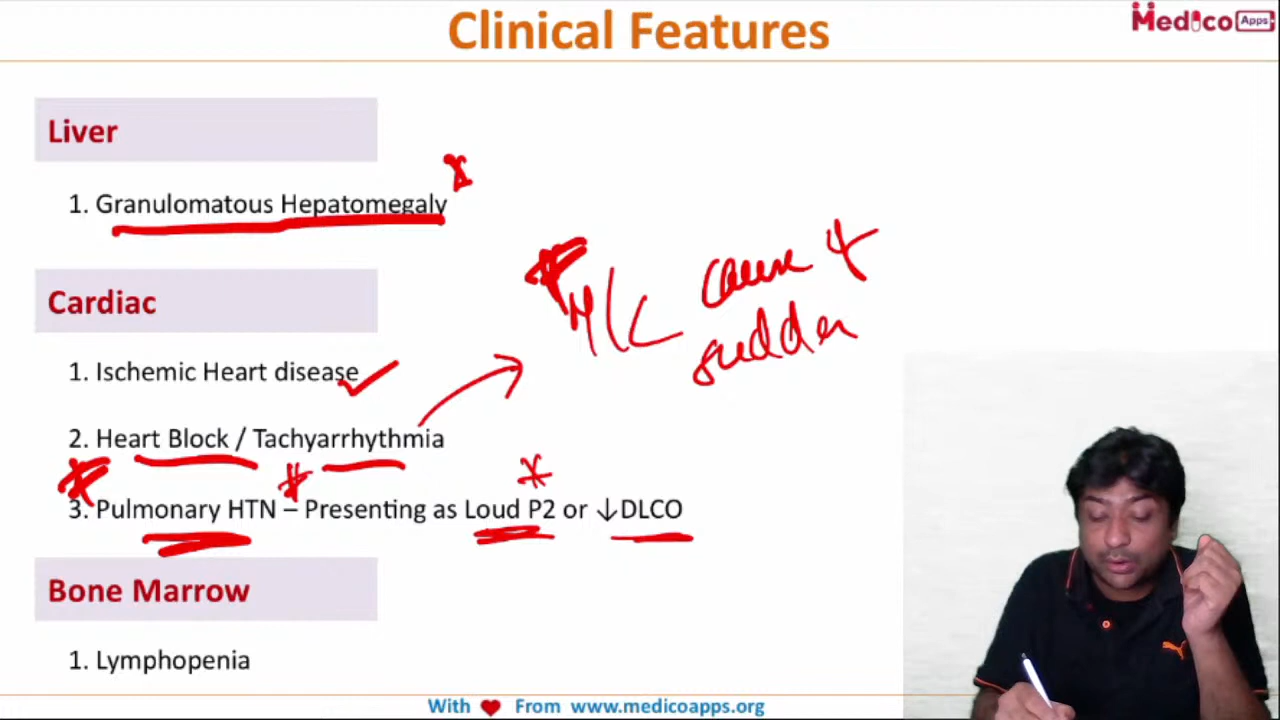 Clinical Features
Medico Apps
Liver
1. Granulomatous Hepatomegaly
M/C cause of
sudden
Cardiac
1. Ischemic Heart disease
2. Heart Block / Tachyarrhythmia
3. Pulmonary HTN – Presenting as Loud P2 or ↓DLCO
Bone Marrow
1. Lymphopenia
With ❤ From www.medicoapps.org